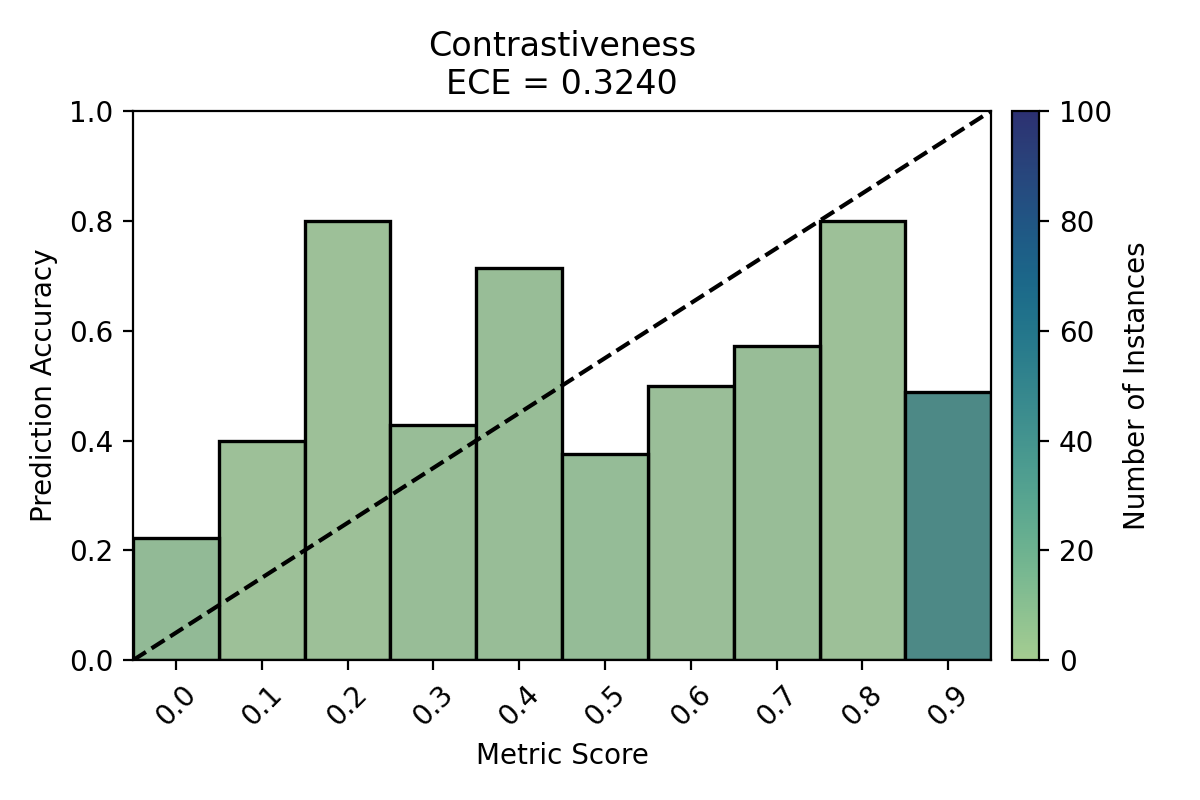 Contrastiveness
ECE = 0.3240
1.0
0.8
0.6
0.4
0.2
0.0
Prediction Accuracy
0.0 0.1 0.2 0.3 0.4 0.5 0.6 0.7 0.8 0.9
Metric Score
100
80
60
40
20
0
Number of Instances